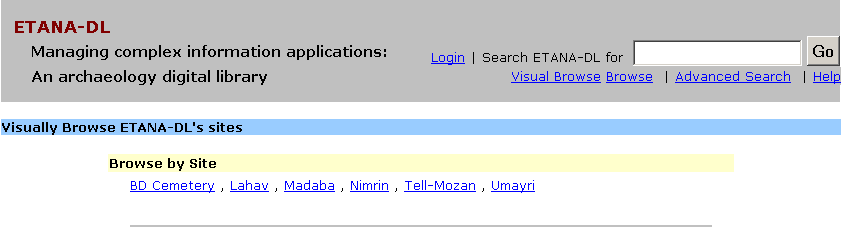 ETANA-DL
Managing complex information applications:
An archaeology digital library
Login | Search ETANA-DL for Go
Visual Browse Browse | Advanced Search | Help
Visually Browse ETANA-DL's sites
Browse by Site
BD Cemetery , Lahav , Madaba , Nimrin , Tell-Mozan , Umayri